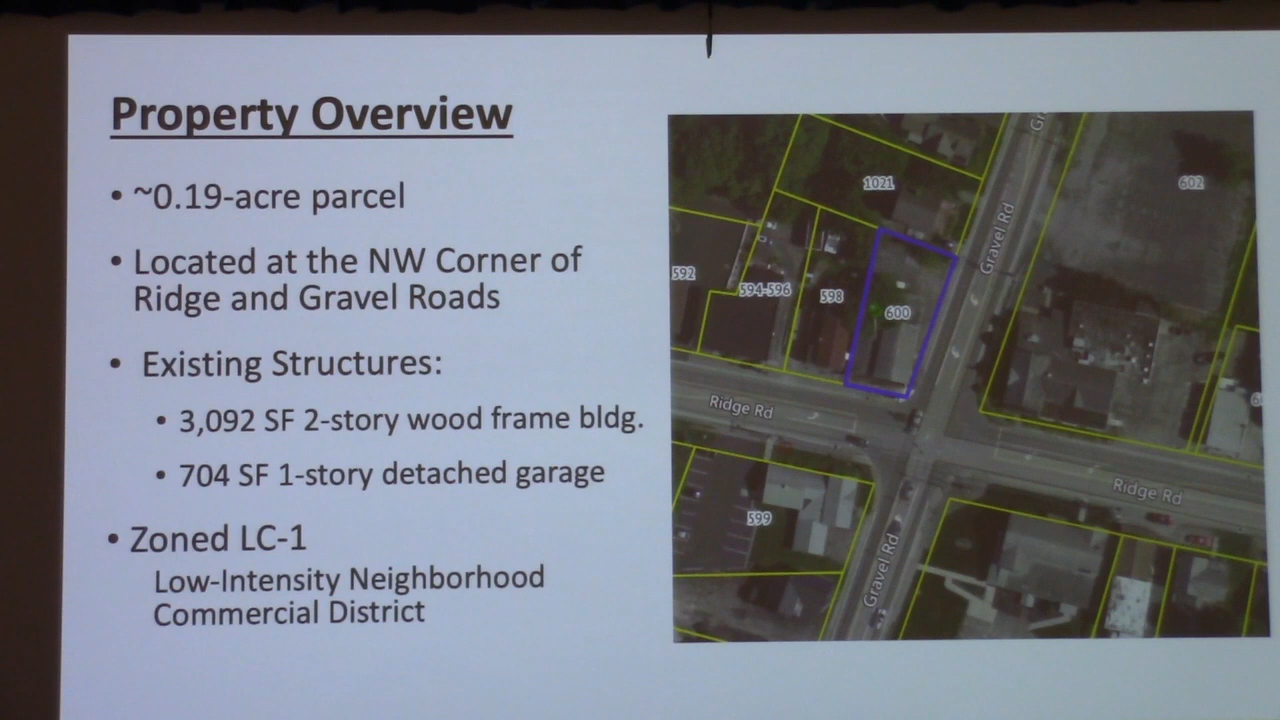 Property Overview
• ~0.19-acre parcel
• Located at the NW Corner of
Ridge and Gravel Roads
• Existing Structures:
• 3,092 SF 2-story wood frame bldg.
• 704 SF 1-story detached garage
• Zoned LC-1
Low-Intensity Neighborhood
Commercial District
Gr
1021
602
Gravel Rd
592
594-596
598
600
Ridge Rd
6
Ridge Rd
599
Gravel Rd